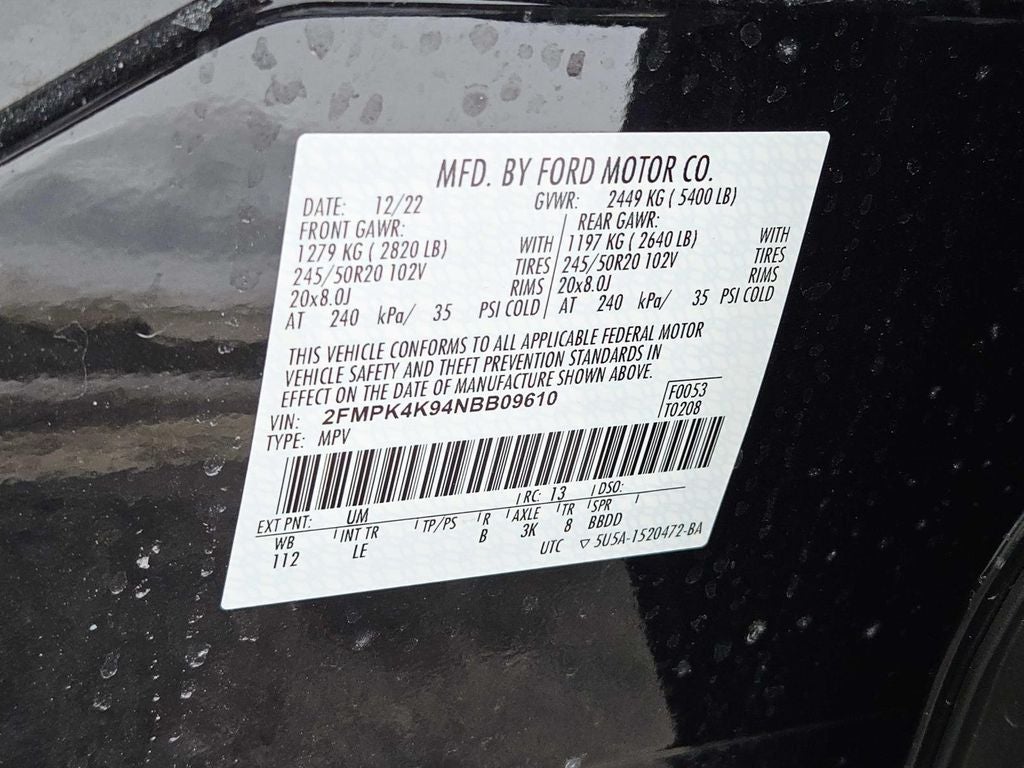 MFD. BY FORD MOTOR CO.
DATE: 12/22 GVWR: 2449 KG ( 5400 LB)
FRONT GAWR: REAR GAWR:
1279 KG ( 2820 LB) WITH 1197 KG ( 2640 LB) WITH
245/50R20 102V TIRES 245/50R20 102V TIRES
20x8.0J RIMS 20x8.0J RIMS
AT 240 kPa/ 35 PSI COLD AT 240 kPa/ 35 PSI COLD
THIS VEHICLE CONFORMS TO ALL APPLICABLE FEDERAL MOTOR
VEHICLE SAFETY AND THEFT PREVENTION STANDARDS IN
EFFECT ON THE DATE OF MANUFACTURE SHOWN ABOVE.
VIN: 2FMPK4K94NBB09610 F0053
TYPE: MPV T0208
EXT PNT: UM RC: 13 DSO:
WB INT TR TP/PS R AXLE TR SPR
112 LE B 3K 8 BBDD
UTC ▽ 5U5A-1520472-BA